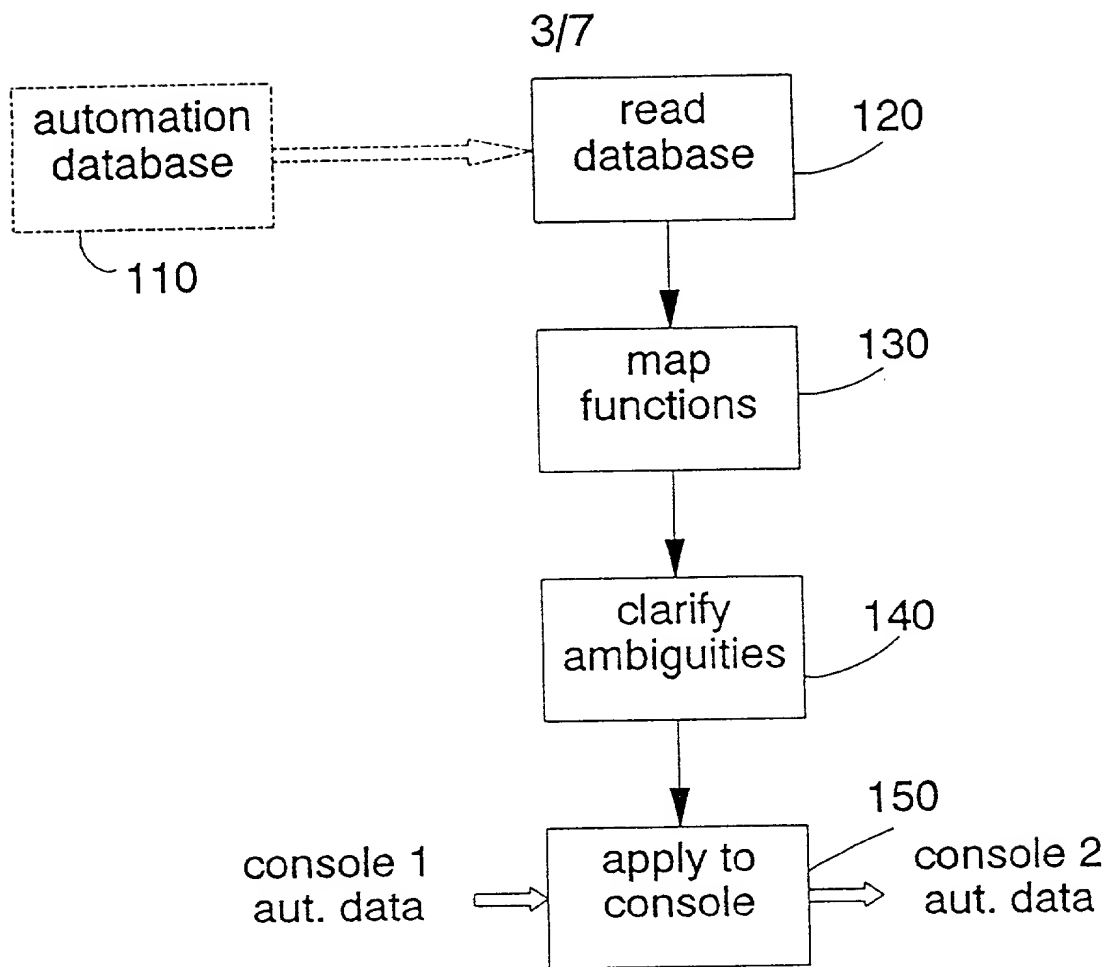 3/7
automation
database
110
read
database
120
map
functions
130
clarify
ambiguities
140
150
console 1
aut. data
apply to
console
console 2
aut. data